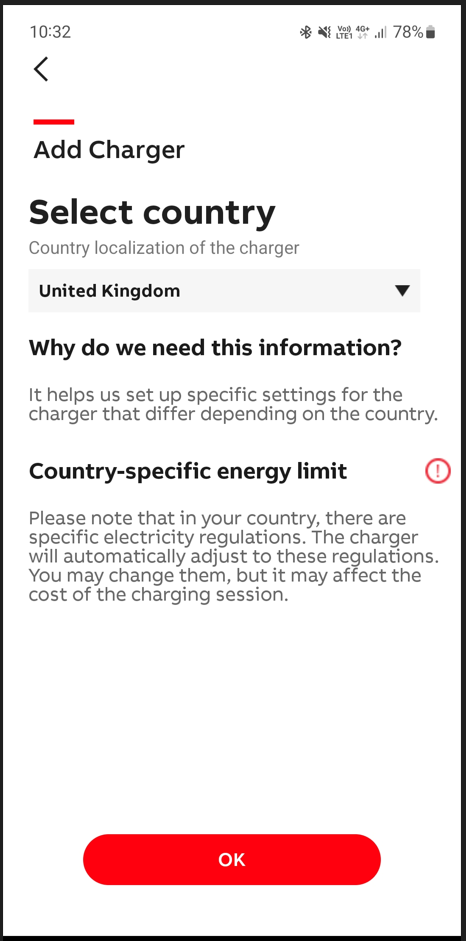 10:32
Vo)) LTE1 4G+ 78%
Add Charger
Select country
Country localization of the charger
United Kingdom
Why do we need this information?
It helps us set up specific settings for the
charger that differ depending on the country.
Country-specific energy limit
Please note that in your country, there are
specific electricity regulations. The charger
will automatically adjust to these regulations.
You may change them, but it may affect the
cost of the charging session.
OK